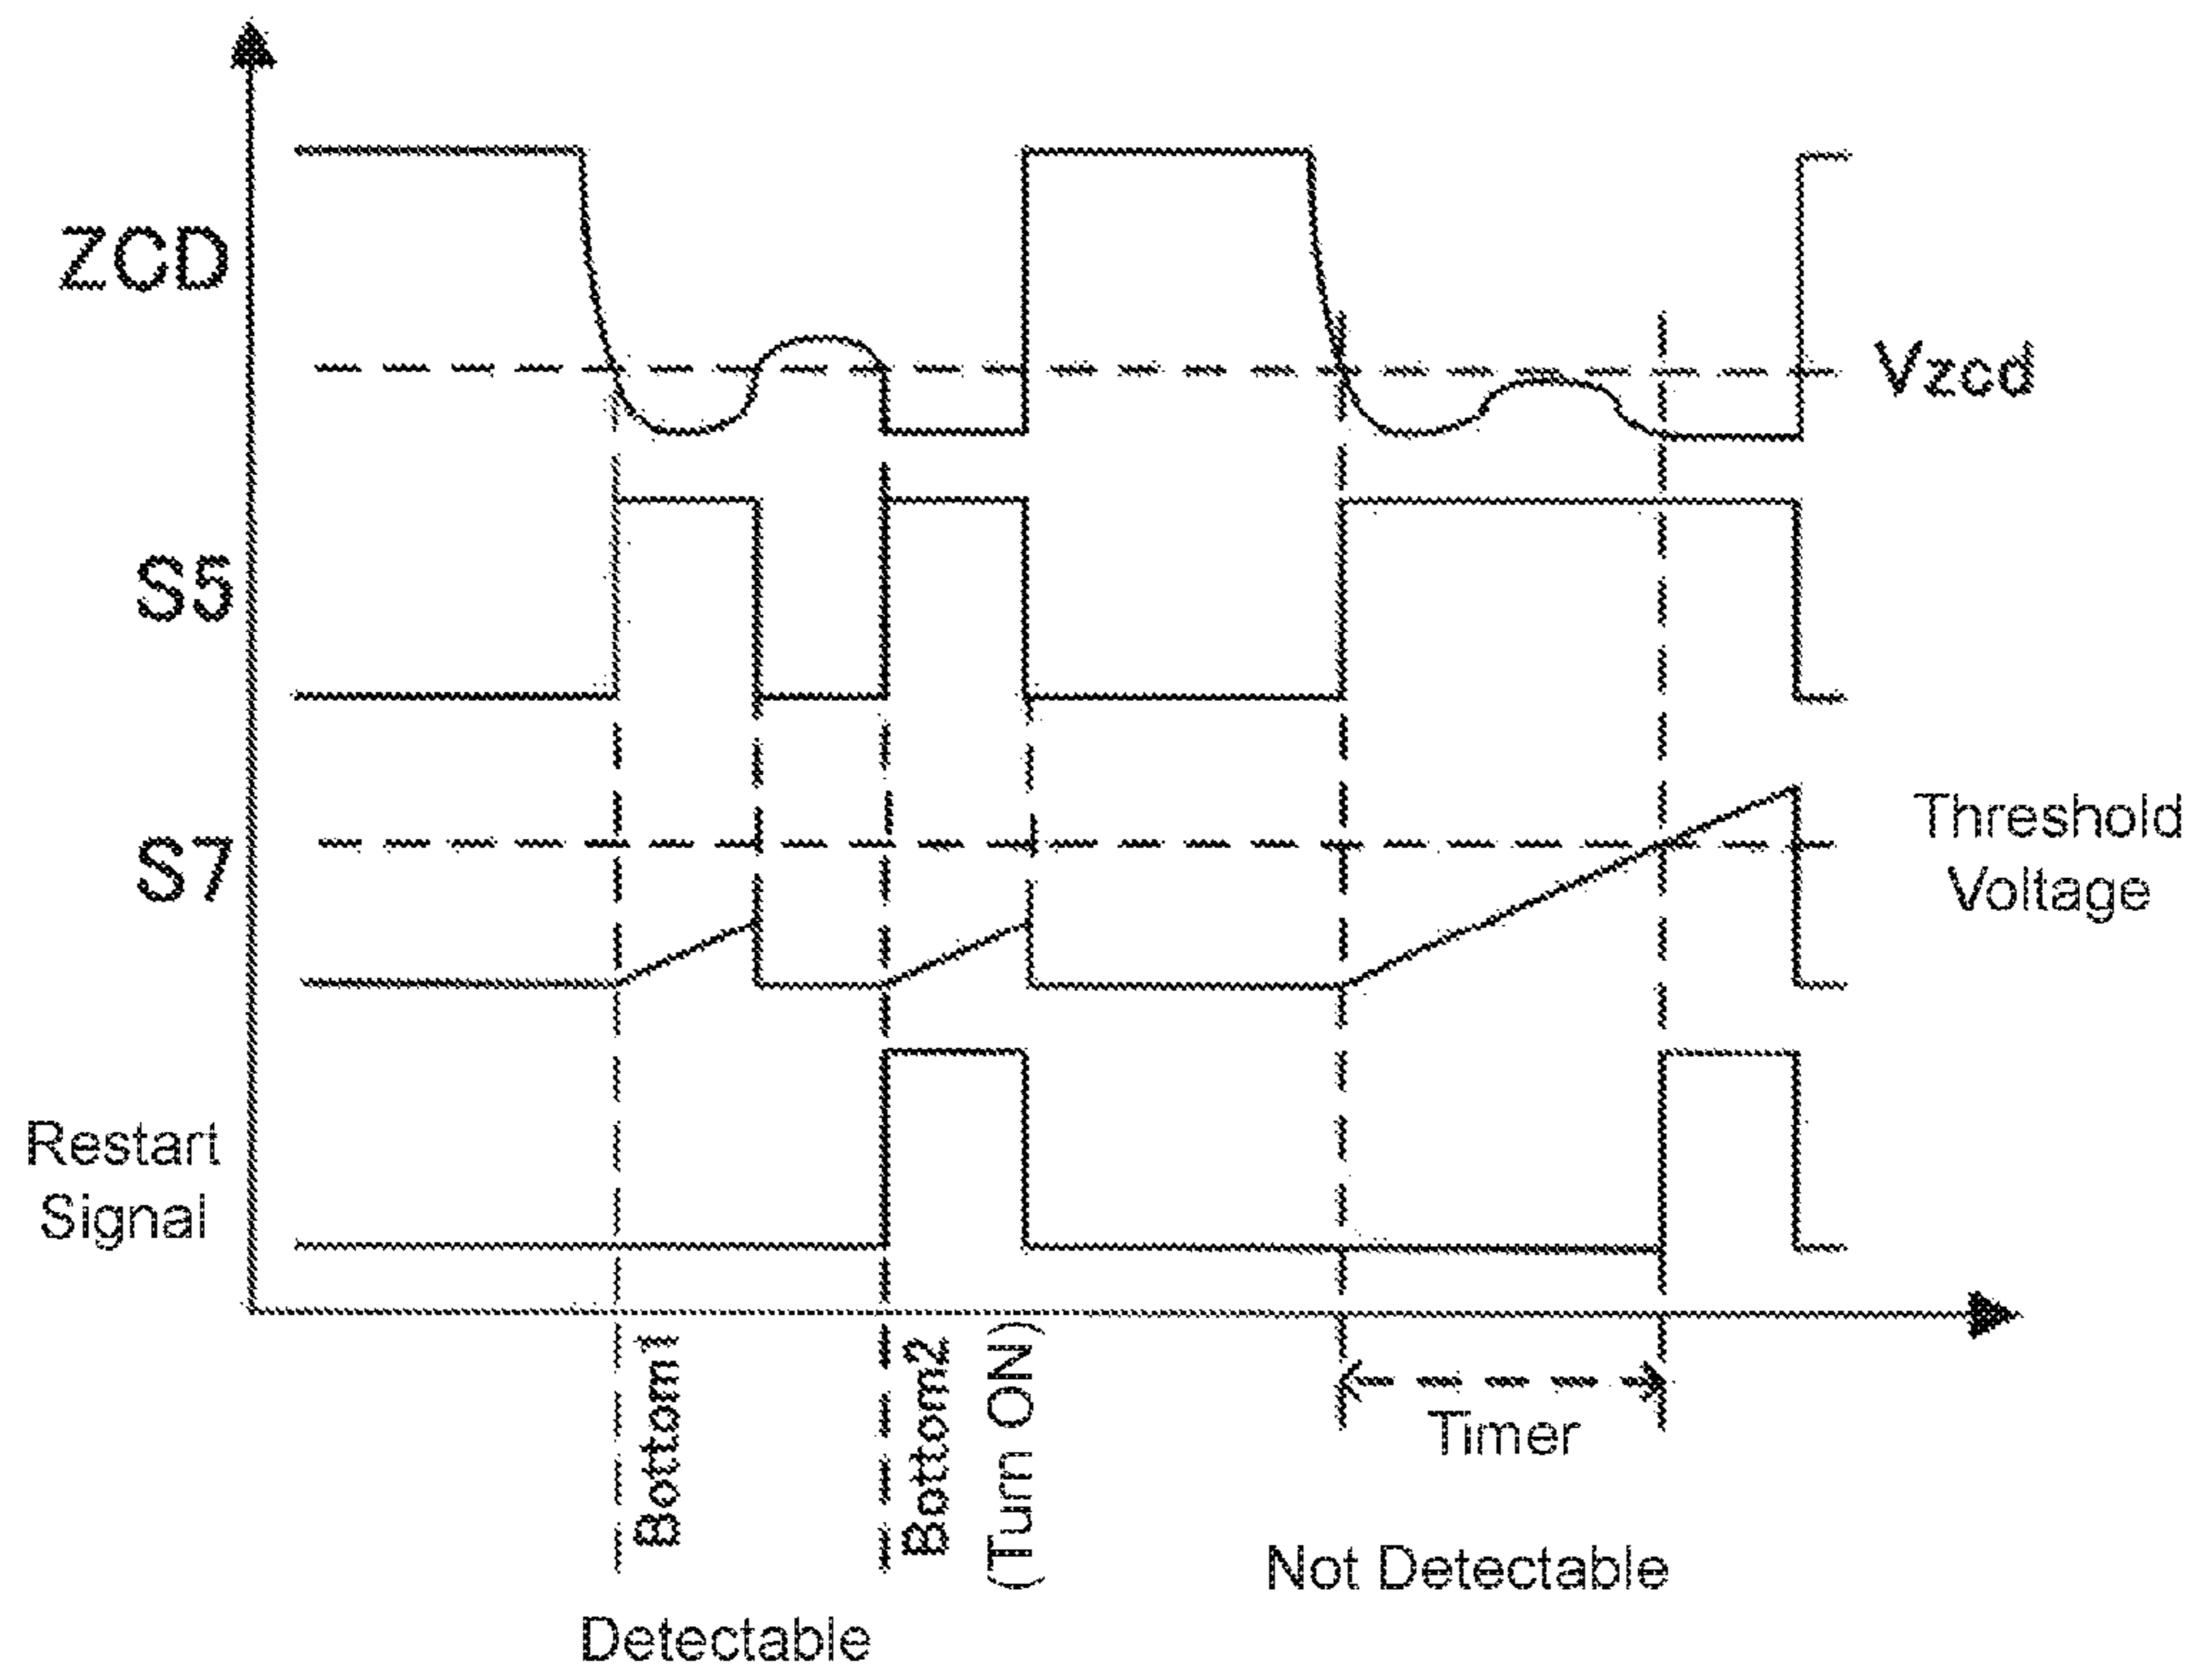 ZCD
Vzcd
S5
S7
Threshold
Voltage
Restart
Signal
Bottom1
Bottom2
(Turn ON)
Timer
Not Detectable
Detectable